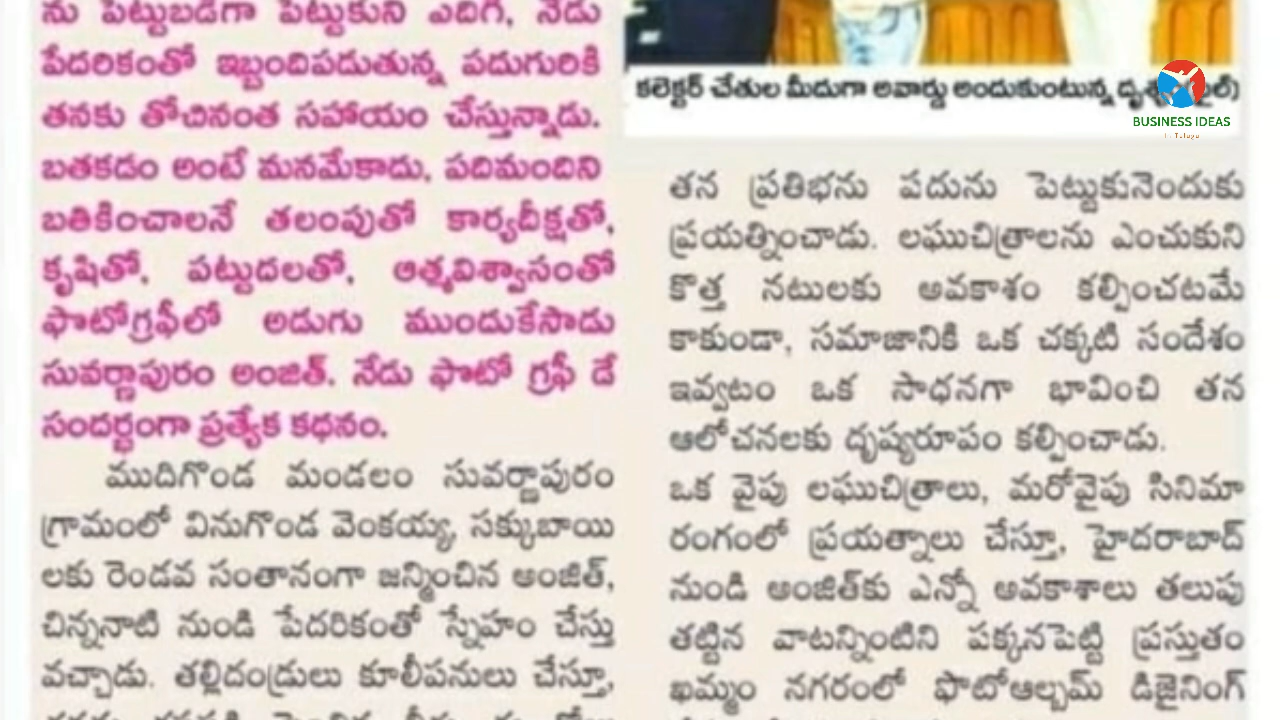 ను పెట్టుబడిగా పెట్టుకుని ఎదిగి, నేడు
పేదరికంతో ఇబ్బందిపడుతున్న పదుగురికి
తనకు తోచినంత సహాయం చేస్తున్నాడు.
బతకడం అంటే మనమేకాదు, పదిమందిని
బతికించాలనే తలంపుతో కార్యదీక్షతో,
కృషితో, పట్టుదలతో, ఆత్మవిశ్వాసంతో
ఫొటోగ్రఫీలో అడుగు ముందుకేసాడు
సువర్ణాపురం అంజిత్. నేడు ఫొటో గ్రఫీ డే
సందర్భంగా ప్రత్యేక కథనం.
ముదిగొండ మండలం సువర్ణాపురం
గ్రామంలో వినుగొండ వెంకయ్య, సక్కుబాయి
లకు రెండవ సంతానంగా జన్మించిన అంజిత్,
చిన్ననాటి నుండి పేదరికంతో స్నేహం చేస్తు
వచ్చాడు. తల్లిదండ్రులు కూలీపనులు చేస్తూ,
కలెక్టర్ చేతుల మీదుగా అవార్డు అందుకుంటున్న
BUSINESS IDEAS
In Telugu
తన ప్రతిభను పదును పెట్టుకునెందుకు
ప్రయత్నించాడు. లఘుచిత్రాలను ఎంచుకుని
కొత్త నటులకు అవకాశం కల్పించటమే
కాకుండా, సమాజానికి ఒక చక్కటి సందేశం
ఇవ్వటం ఒక సాధనగా భావించి తన
ఆలోచనలకు దృష్యరూపం కల్పించాడు.
ఒక వైపు లఘుచిత్రాలు, మరోవైపు సినిమా
రంగంలో ప్రయత్నాలు చేస్తూ, హైదరాబాద్
నుండి అంజిత్‌కు ఎన్నో అవకాశాలు తలుపు
తట్టిన వాటన్నింటిని పక్కనపెట్టి ప్రస్తుతం
ఖమ్మం నగరంలో ఫొటోఆల్బమ్ డిజైనింగ్